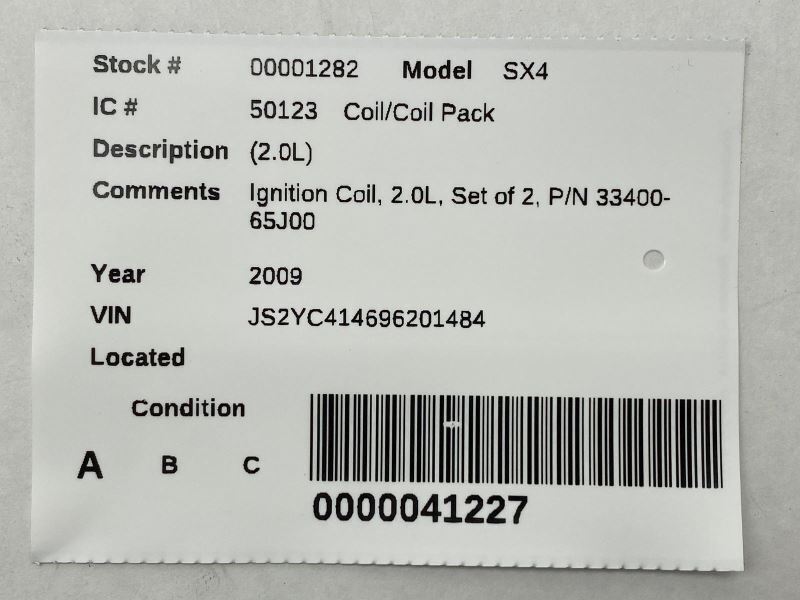 Stock # 00001282 Model SX4
IC # 50123 Coil/Coil Pack
Description (2.0L)
Comments Ignition Coil, 2.0L, Set of 2, P/N 33400-
65J00
Year 2009
VIN JS2YC414696201484
Located
Condition
A B C
0000041227